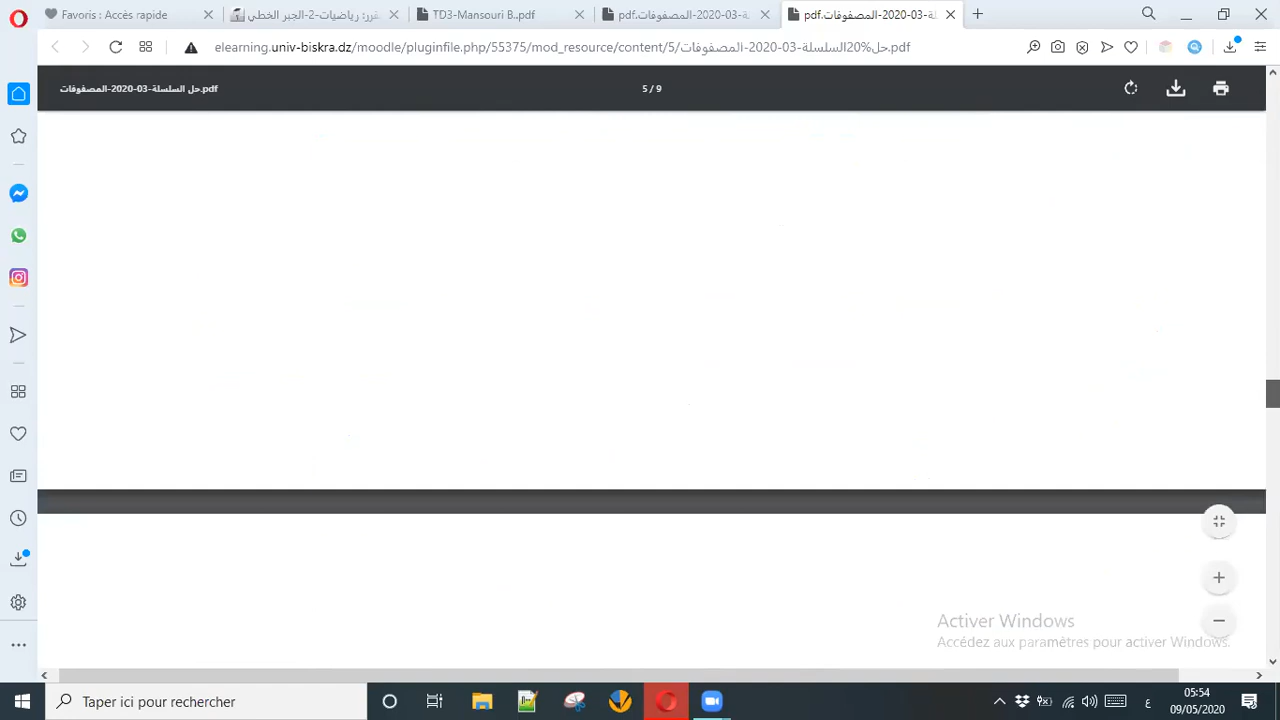 Favoris : Accès rapide
قرر: رياضيات-2-الجبر الخطي
TD3-Mansouri B..pdf
لة-03-2020-المصفوفات.pdf
لة-03-2020-المصفوفات.pdf
elearning.univ-biskra.dz/moodle/pluginfile.php/55375/mod_resource/content/5/حل%20السلسلة-03-2020-المصفوفات.pdf
حل السلسلة-03-2020-المصفوفات.pdf
5 / 9
Activer Windows
Accédez aux paramètres pour activer Windows.
Taper ici pour rechercher
ع
05:54
09/05/2020